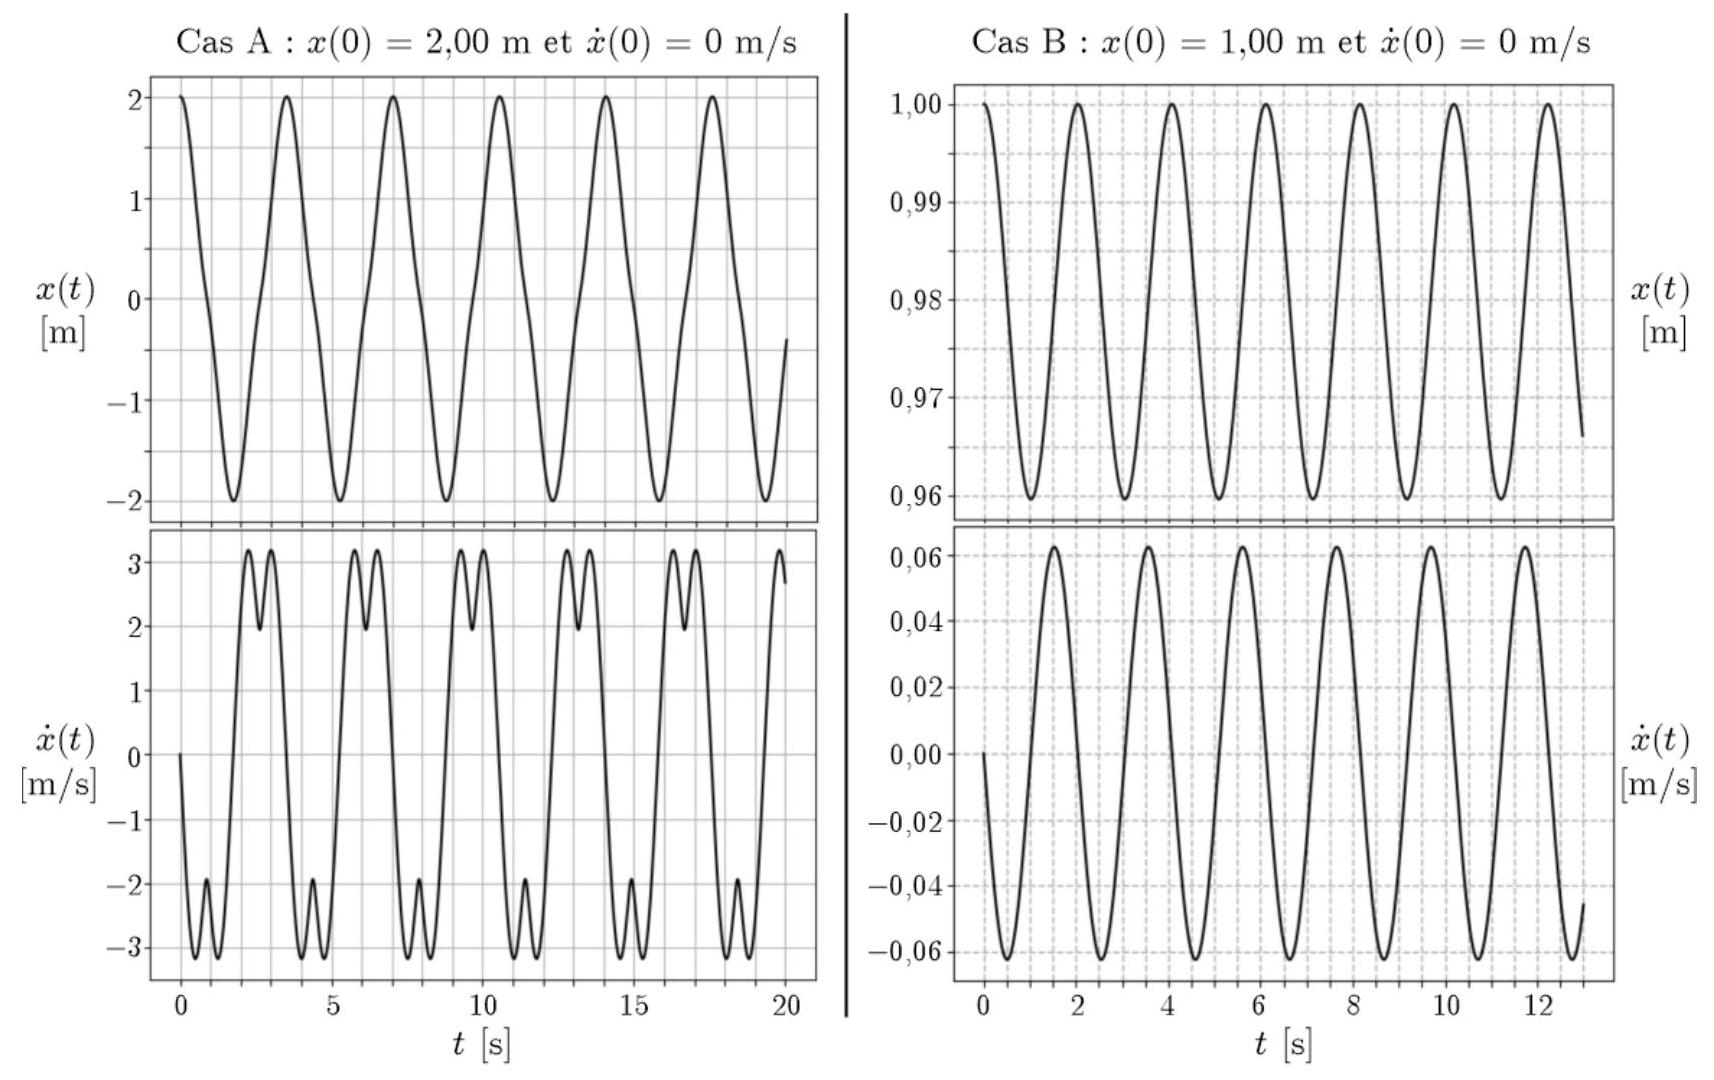 Cas A : x(0) = 2,00 m et ẋ(0) = 0 m/s
2
1
0
−1
−2
x(t)
[m]
3
2
1
0
−1
−2
−3
ẋ(t)
[m/s]
0 5 10 15 20
t [s]
Cas B : x(0) = 1,00 m et ẋ(0) = 0 m/s
1,00
0,99
0,98
0,97
0,96
x(t)
[m]
0,06
0,04
0,02
0,00
−0,02
−0,04
−0,06
ẋ(t)
[m/s]
0 2 4 6 8 10 12
t [s]